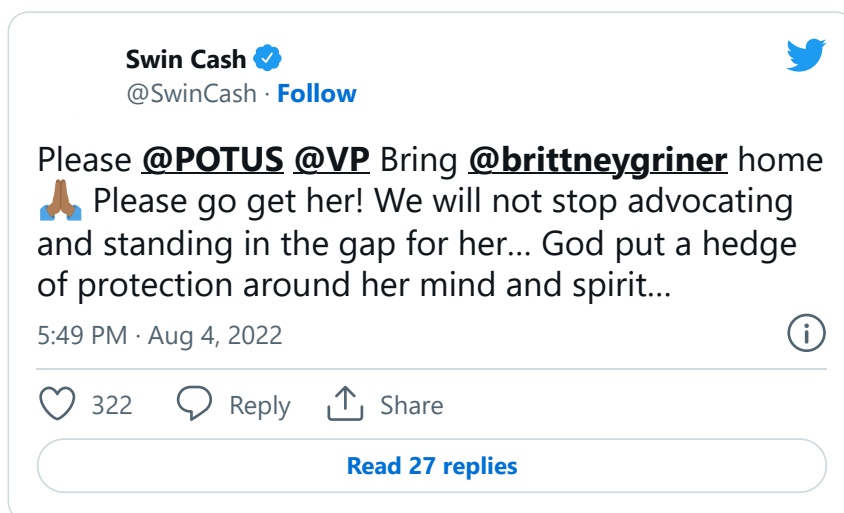 Swin Cash
@SwinCash · Follow
Please @POTUS @VP Bring @brittneygriner home
🙏🏽 Please go get her! We will not stop advocating
and standing in the gap for her... God put a hedge
of protection around her mind and spirit...
5:49 PM · Aug 4, 2022
322 Reply Share
Read 27 replies